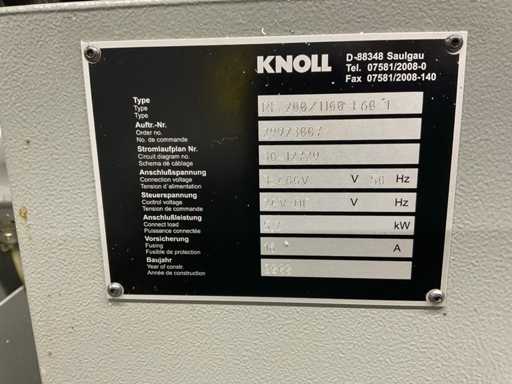 KNOLL
D-88348 Saulgau
Tel. 07581/2008-0
Fax 07581/2008-140
Type
Type
Type
Auftr.-Nr.
Order no.
No. de commande
Stromlaufplan Nr.
Circuit diagram no.
Schema de câblage
Anschlußspannung V 50 Hz
Connection voltage
Tension d'alimentation
Steuerspannung V Hz
Control voltage
Tension de commande
Anschlußleistung kW
Connect load
Puissance connectée
Vorsicherung A
Fusing
Fusible de protection
Baujahr
Year of constr.
Année de construction